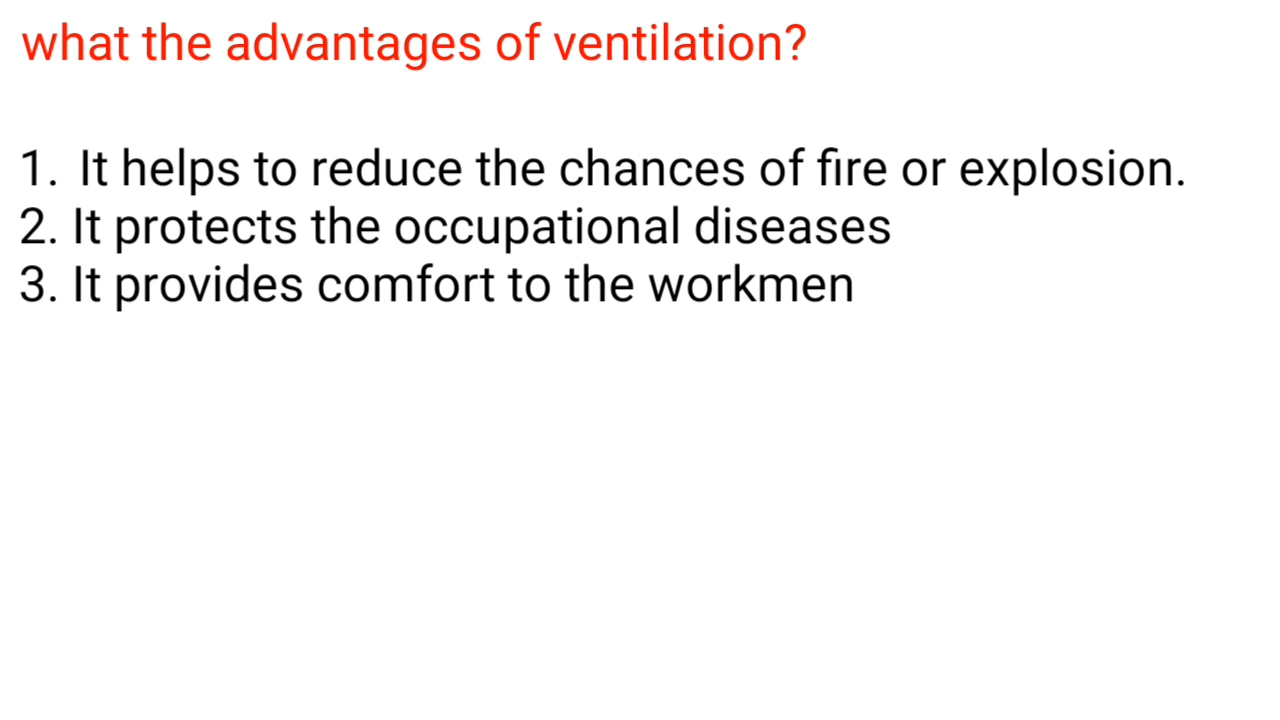 what the advantages of ventilation?
1. It helps to reduce the chances of fire or explosion.
2. It protects the occupational diseases
3. It provides comfort to the workmen